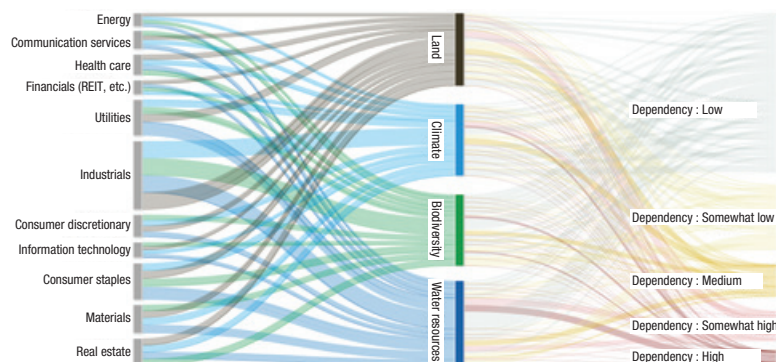 Energy
Communication services
Health care
Financials (REIT, etc.)
Utilities
Industrials
Consumer discretionary
Information technology
Consumer staples
Materials
Real estate
Land
Climate
Biodiversity
Water resources
Dependency : Low
Dependency : Somewhat low
Dependency : Medium
Dependency : Somewhat high
Dependency : High